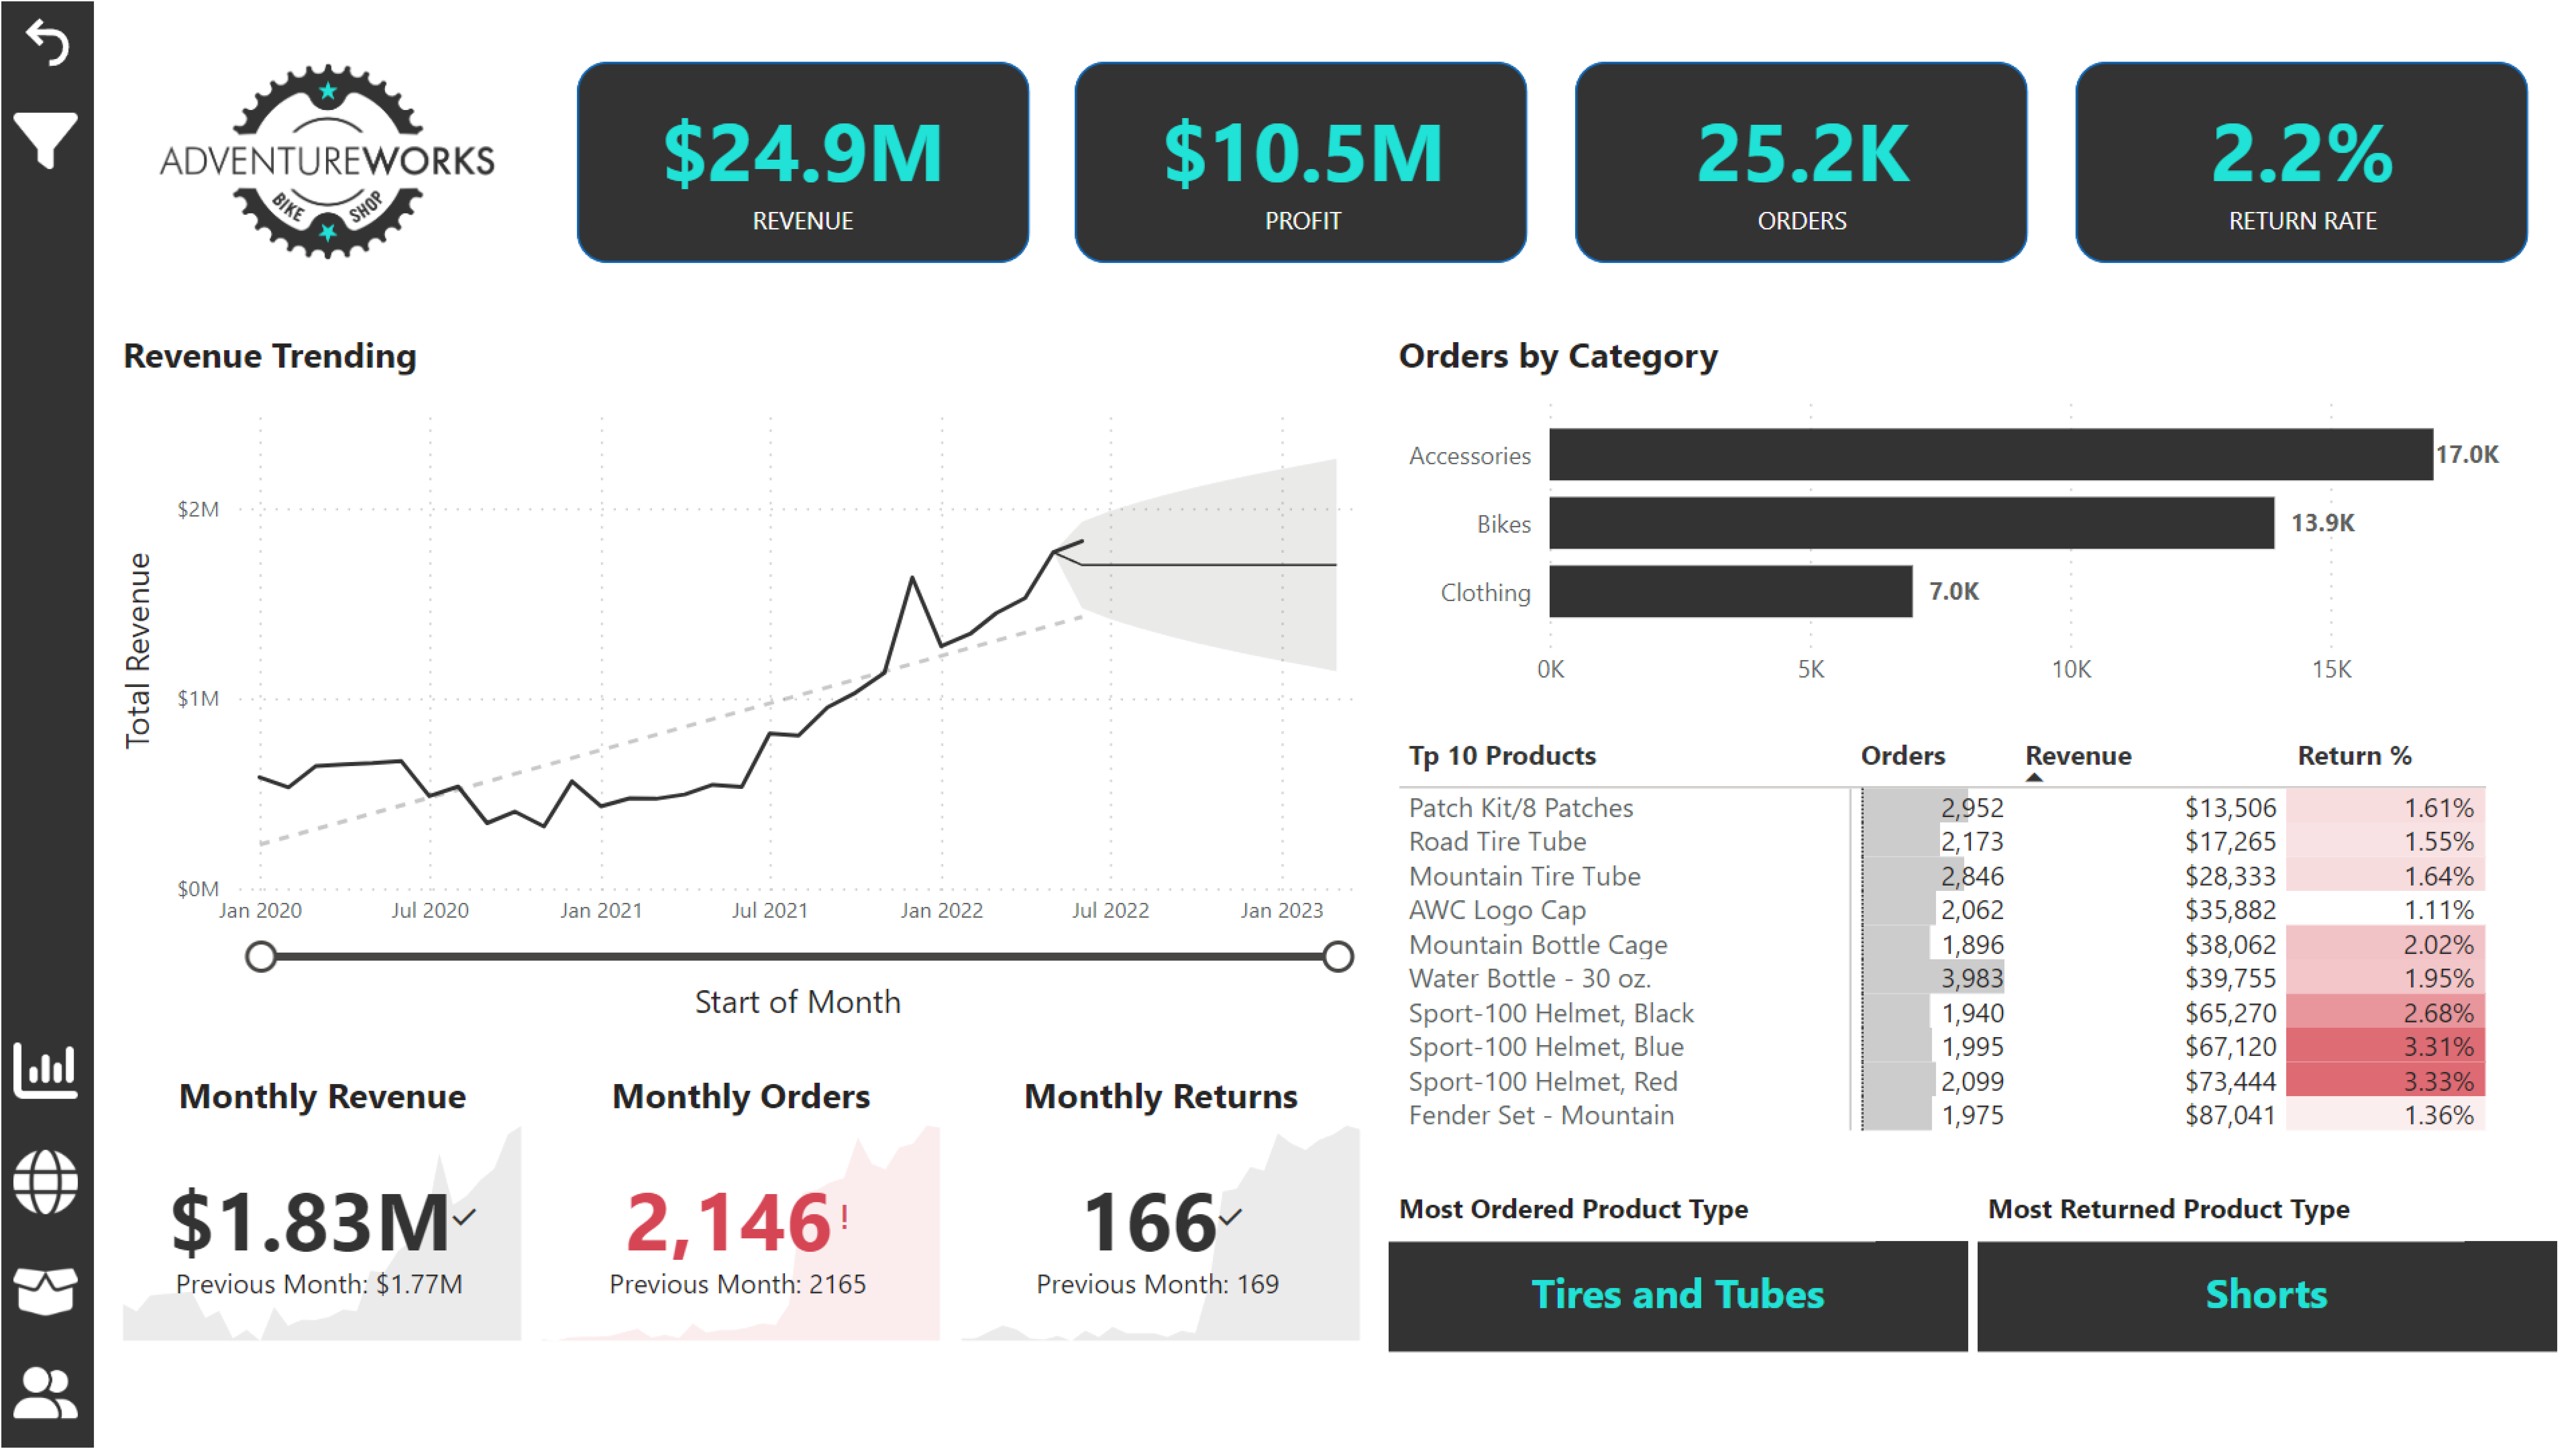 ADVENTUREWORKS
BIKE SHOP
$24.9M
REVENUE
$10.5M
PROFIT
25.2K
ORDERS
2.2%
RETURN RATE
Revenue Trending
Total Revenue
$2M
$1M
$0M
Jan 2020 Jul 2020 Jan 2021 Jul 2021 Jan 2022 Jul 2022 Jan 2023
Start of Month
Orders by Category
Accessories 17.0K
Bikes 13.9K
Clothing 7.0K
0K 5K 10K 15K
Tp 10 Products Orders Revenue Return %
Patch Kit/8 Patches 2,952 $13,506 1.61%
Road Tire Tube 2,173 $17,265 1.55%
Mountain Tire Tube 2,846 $28,333 1.64%
AWC Logo Cap 2,062 $35,882 1.11%
Mountain Bottle Cage 1,896 $38,062 2.02%
Water Bottle - 30 oz. 3,983 $39,755 1.95%
Sport-100 Helmet, Black 1,940 $65,270 2.68%
Sport-100 Helmet, Blue 1,995 $67,120 3.31%
Sport-100 Helmet, Red 2,099 $73,444 3.33%
Fender Set - Mountain 1,975 $87,041 1.36%
Monthly Revenue
$1.83M
Previous Month: $1.77M
Monthly Orders
2,146!
Previous Month: 2165
Monthly Returns
166
Previous Month: 169
Most Ordered Product Type
Tires and Tubes
Most Returned Product Type
Shorts